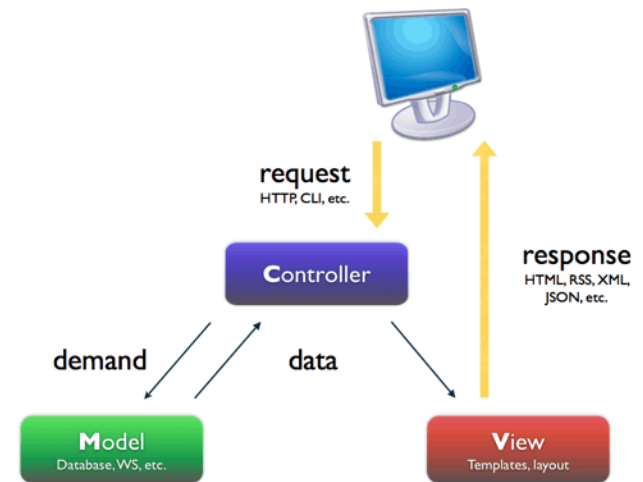 request
HTTP, CLI, etc.
Controller
response
HTML, RSS, XML,
JSON, etc.
demand
data
Model
Database, WS, etc.
View
Templates, layout